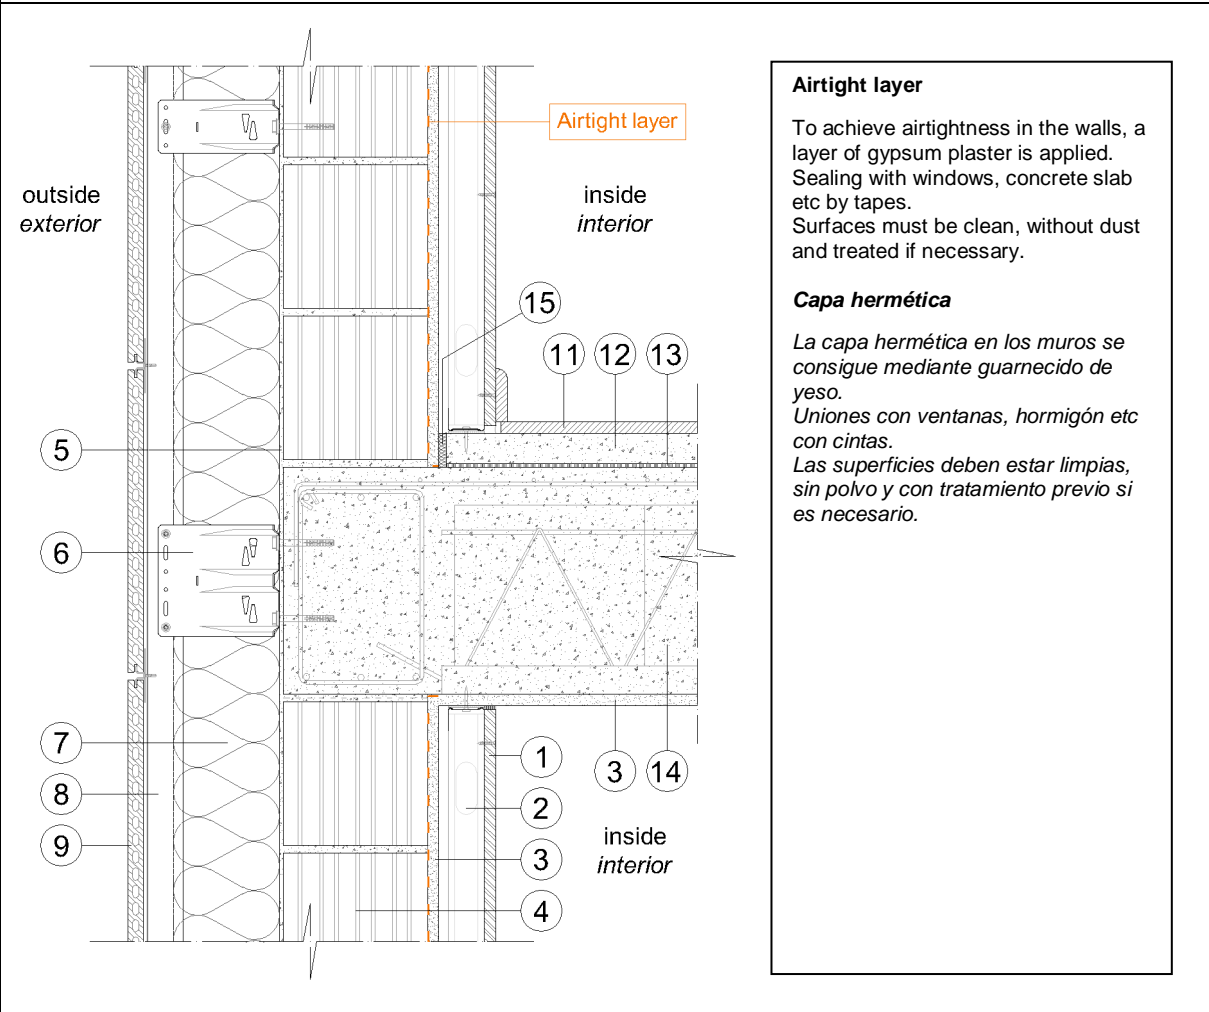 Airtight layer
outside
exterior
inside
interior
15
11 12 13
5
6
7
8
9
1
2
3
4
3 14
inside
interior
Airtight layer
To achieve airtightness in the walls, a
layer of gypsum plaster is applied.
Sealing with windows, concrete slab
etc by tapes.
Surfaces must be clean, without dust
and treated if necessary.
Capa hermética
La capa hermética en los muros se
consigue mediante guarnecido de
yeso.
Uniones con ventanas, hormigón etc
con cintas.
Las superficies deben estar limpias,
sin polvo y con tratamiento previo si
es necesario.